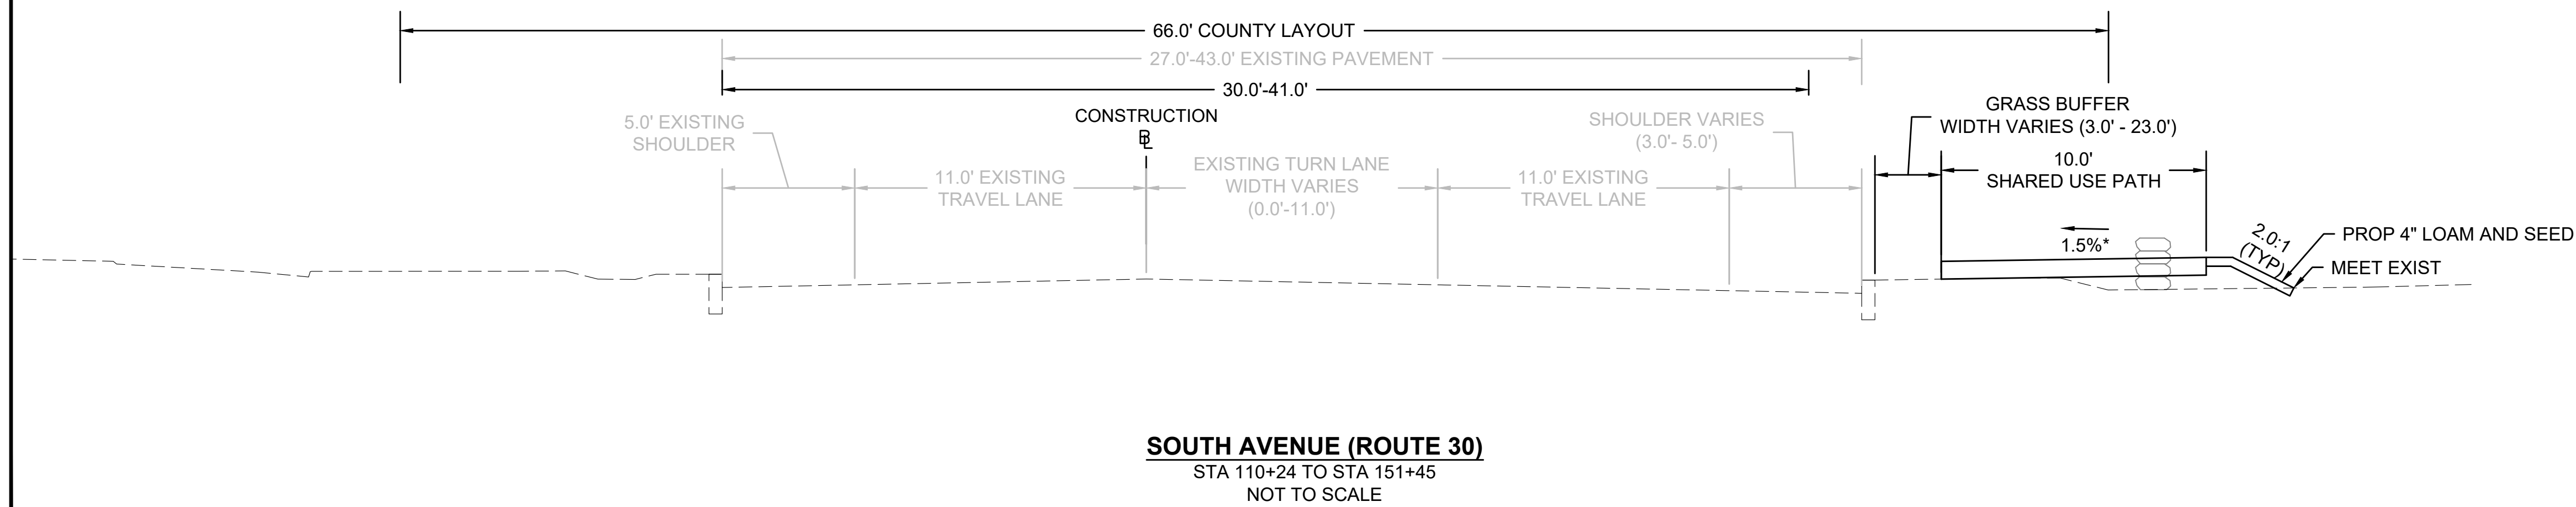 66.0' COUNTY LAYOUT
27.0'-43.0' EXISTING PAVEMENT
30.0'-41.0'
CONSTRUCTION
BL
5.0' EXISTING
SHOULDER
11.0' EXISTING
TRAVEL LANE
EXISTING TURN LANE
WIDTH VARIES
(0.0'-11.0')
11.0' EXISTING
TRAVEL LANE
SHOULDER VARIES
(3.0'- 5.0')
GRASS BUFFER
WIDTH VARIES (3.0' - 23.0')
10.0'
SHARED USE PATH
1.5%*
2.0:1
(TYP)
PROP 4" LOAM AND SEED
MEET EXIST
SOUTH AVENUE (ROUTE 30)
STA 110+24 TO STA 151+45
NOT TO SCALE